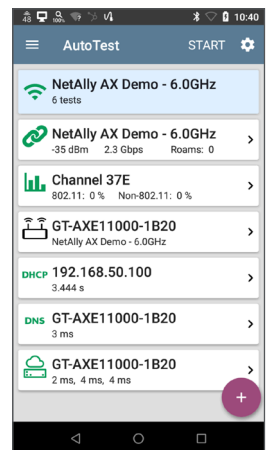 48 100% 10:40
AutoTest START
NetAlly AX Demo - 6.0GHz
6 tests
NetAlly AX Demo - 6.0GHz
-35 dBm 2.3 Gbps Roams: 0
Channel 37E
802.11: 0 % Non-802.11: 0 %
GT-AXE11000-1B20
NetAlly AX Demo - 6.0GHz
DHCP 192.168.50.100
3.444 s
DNS GT-AXE11000-1B20
3 ms
GT-AXE11000-1B20
2 ms, 4 ms, 4 ms
+